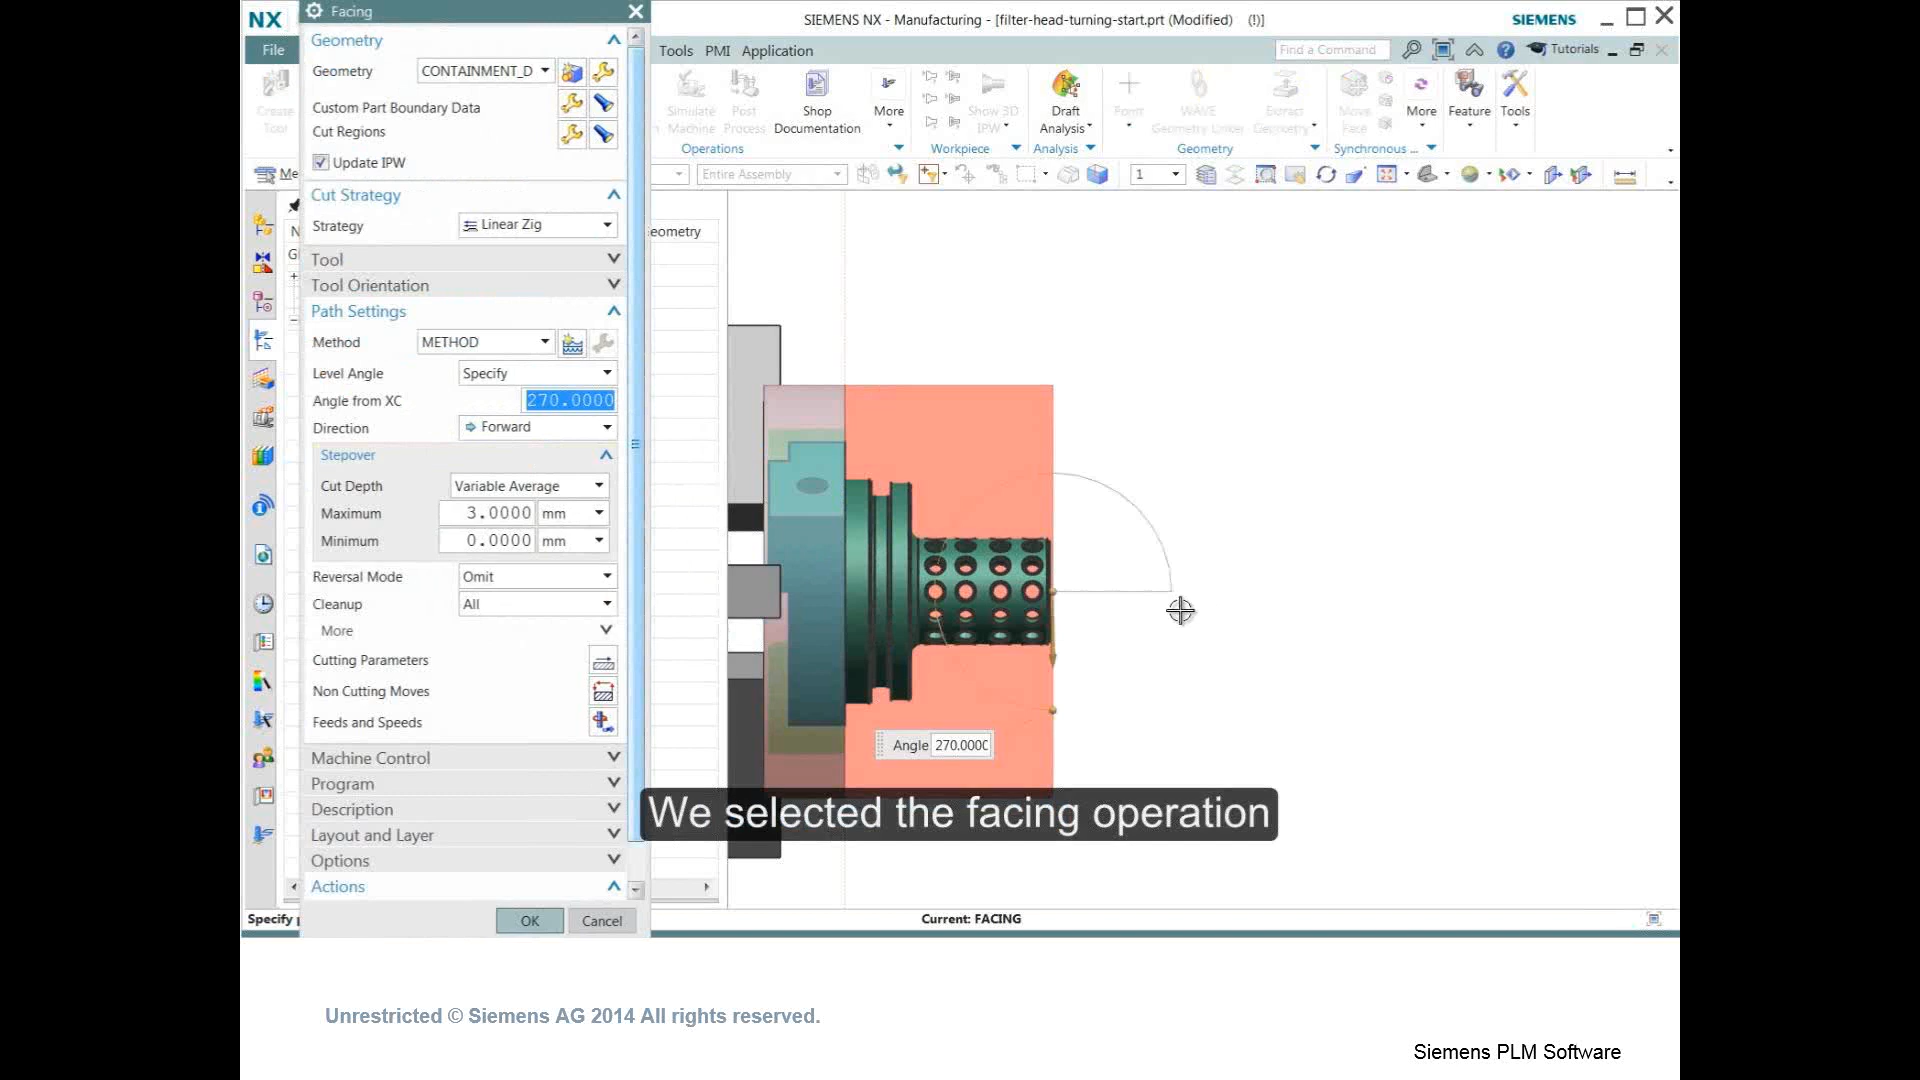 NX
Facing
SIEMENS NX - Manufacturing - [filter-head-turning-start.prt (Modified) (!)]
SIEMENS
File
Tools PMI Application
Find a Command
Tutorials
Geometry
Geometry CONTAINMENT_D
Custom Part Boundary Data
Cut Regions
Update IPW
Create Tool
Simulate Machine
Post Process
Shop Documentation
More
Show 3D IPW
Draft Analysis
Point
WAVE Geometry Linker
Extract Geometry
Move Face
More
Feature
Tools
Operations
Workpiece
Analysis
Geometry
Synchronous ...
Me
Entire Assembly
1
Cut Strategy
Strategy Linear Zig
eometry
N
Tool
Tool Orientation
Path Settings
Method METHOD
Level Angle Specify
Angle from XC 270.0000
Direction Forward
Stepover
Cut Depth Variable Average
Maximum 3.0000 mm
Minimum 0.0000 mm
Reversal Mode Omit
Cleanup All
More
Cutting Parameters
Non Cutting Moves
Feeds and Speeds
Machine Control
Program
Description
Layout and Layer
Options
Actions
OK Cancel
Angle 270.000
We selected the facing operation
Specify
Current: FACING
Unrestricted © Siemens AG 2014 All rights reserved.
Siemens PLM Software